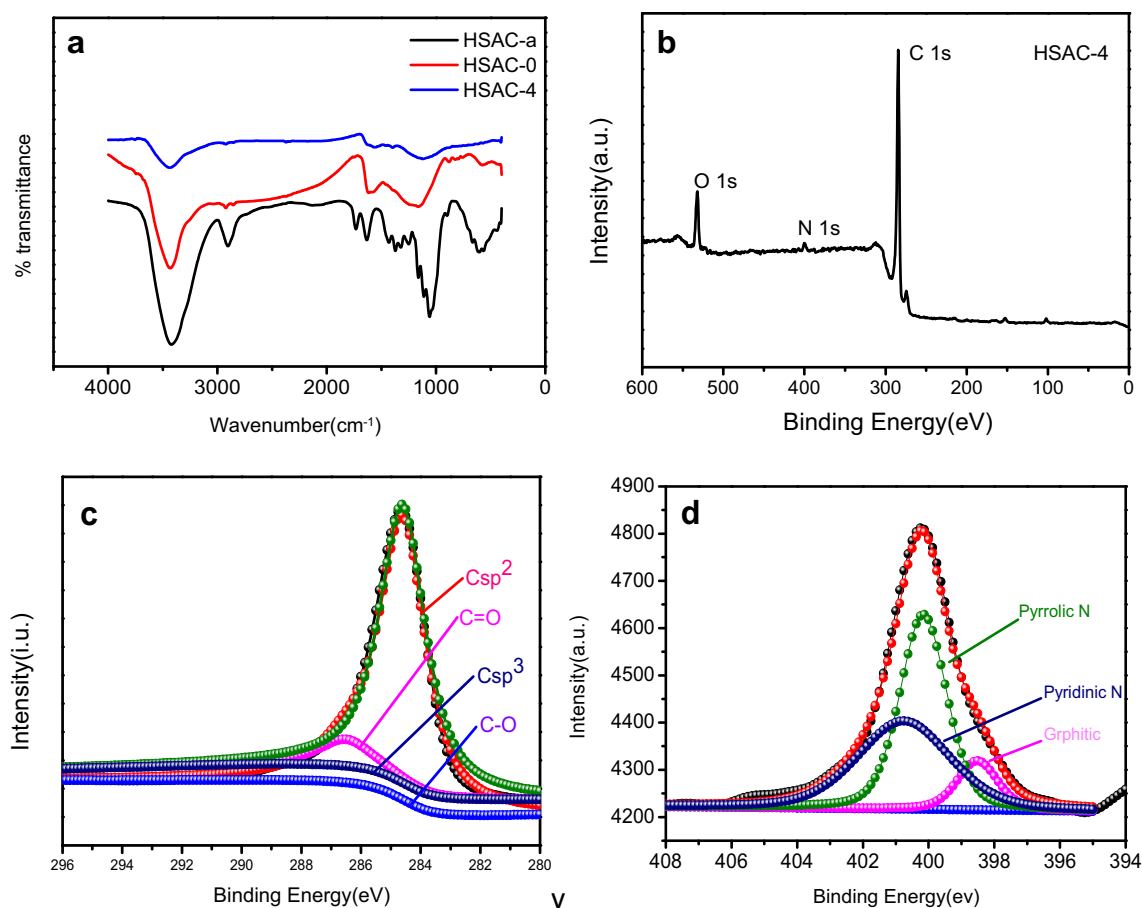 a
HSAC-a
HSAC-0
HSAC-4
% transmittance
4000 3000 2000 1000 0
Wavenumber(cm⁻¹)
b
C 1s
HSAC-4
O 1s
N 1s
Intensity(a.u.)
600 500 400 300 200 100 0
Binding Energy(eV)
c
Csp²
C=O
Csp³
C-O
Intensity(i.u.)
296 294 292 290 288 286 284 282 280
Binding Energy(eV)
v
d
4900
4800
4700
4600
4500
4400
4300
4200
Pyrrolic N
Pyridinic N
Grphitic
Intensity(a.u.)
408 406 404 402 400 398 396 394
Binding Energy(ev)